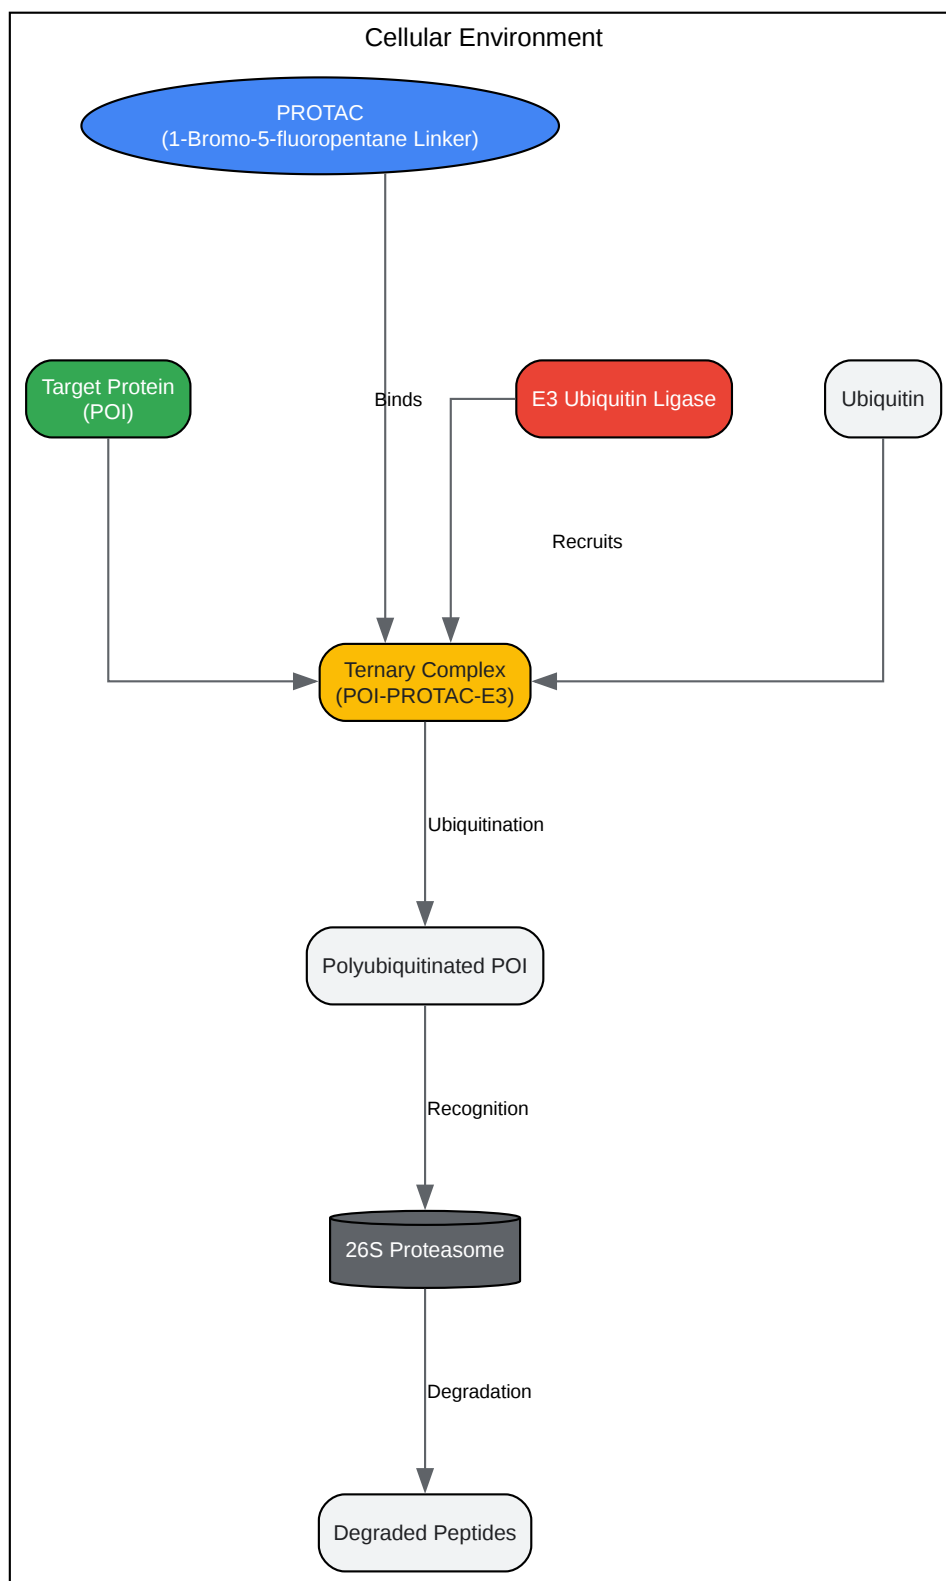 Cellular Environment
PROTAC
(1-Bromo-5-fluoropentane Linker)
Target Protein
(POI)
Binds
E3 Ubiquitin Ligase
Ubiquitin
Recruits
Ternary Complex
(POI-PROTAC-E3)
Ubiquitination
Polyubiquitinated POI
Recognition
26S Proteasome
Degradation
Degraded Peptides